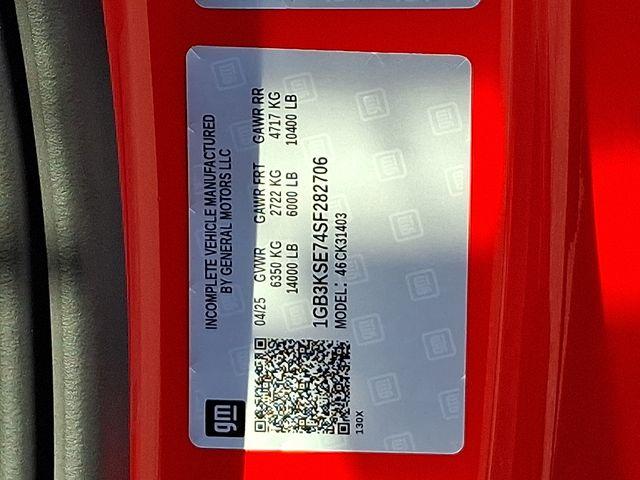 gm
INCOMPLETE VEHICLE MANUFACTURED
BY GENERAL MOTORS LLC
04/25 GVWR GAWR FRT GAWR RR
6350 KG 2722 KG 4717 KG
14000 LB 6000 LB 10400 LB
1GB3KSE74SF282706
MODEL: 46CK31403
130X